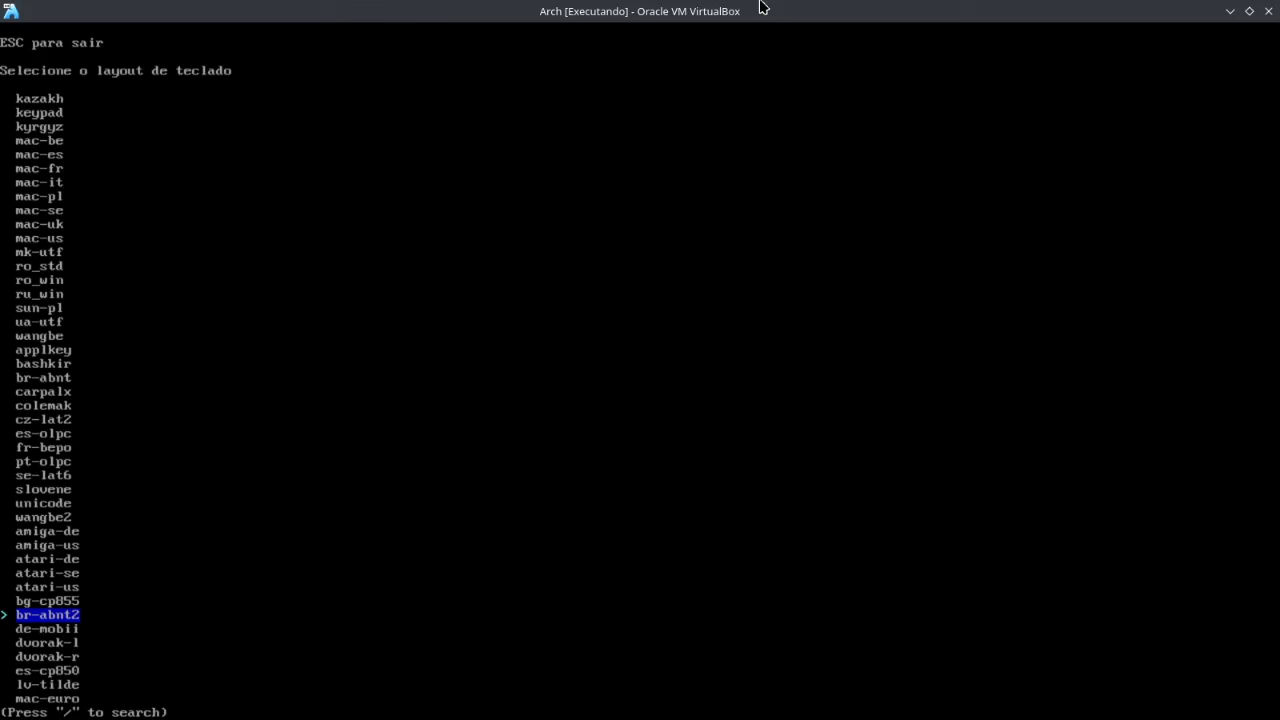 Arch [Executando] - Oracle VM VirtualBox
ESC para sair
Selecione o layout de teclado
kazakh
keypad
kyrgyz
mac-be
mac-es
mac-fr
mac-it
mac-pl
mac-se
mac-uk
mac-us
mk-utf
ro_std
ro_win
ru_win
sun-pl
ua-utf
wangbe
applkey
bashkir
br-abnt
carpalx
colemak
cz-lat2
es-olpc
fr-bepo
pt-olpc
se-lat6
slovene
unicode
wangbe2
amiga-de
amiga-us
atari-de
atari-se
atari-us
bg-cp855
> br-abnt2
de-mobii
dvorak-l
dvorak-r
es-cp850
lv-tilde
mac-euro
(Press "/" to search)